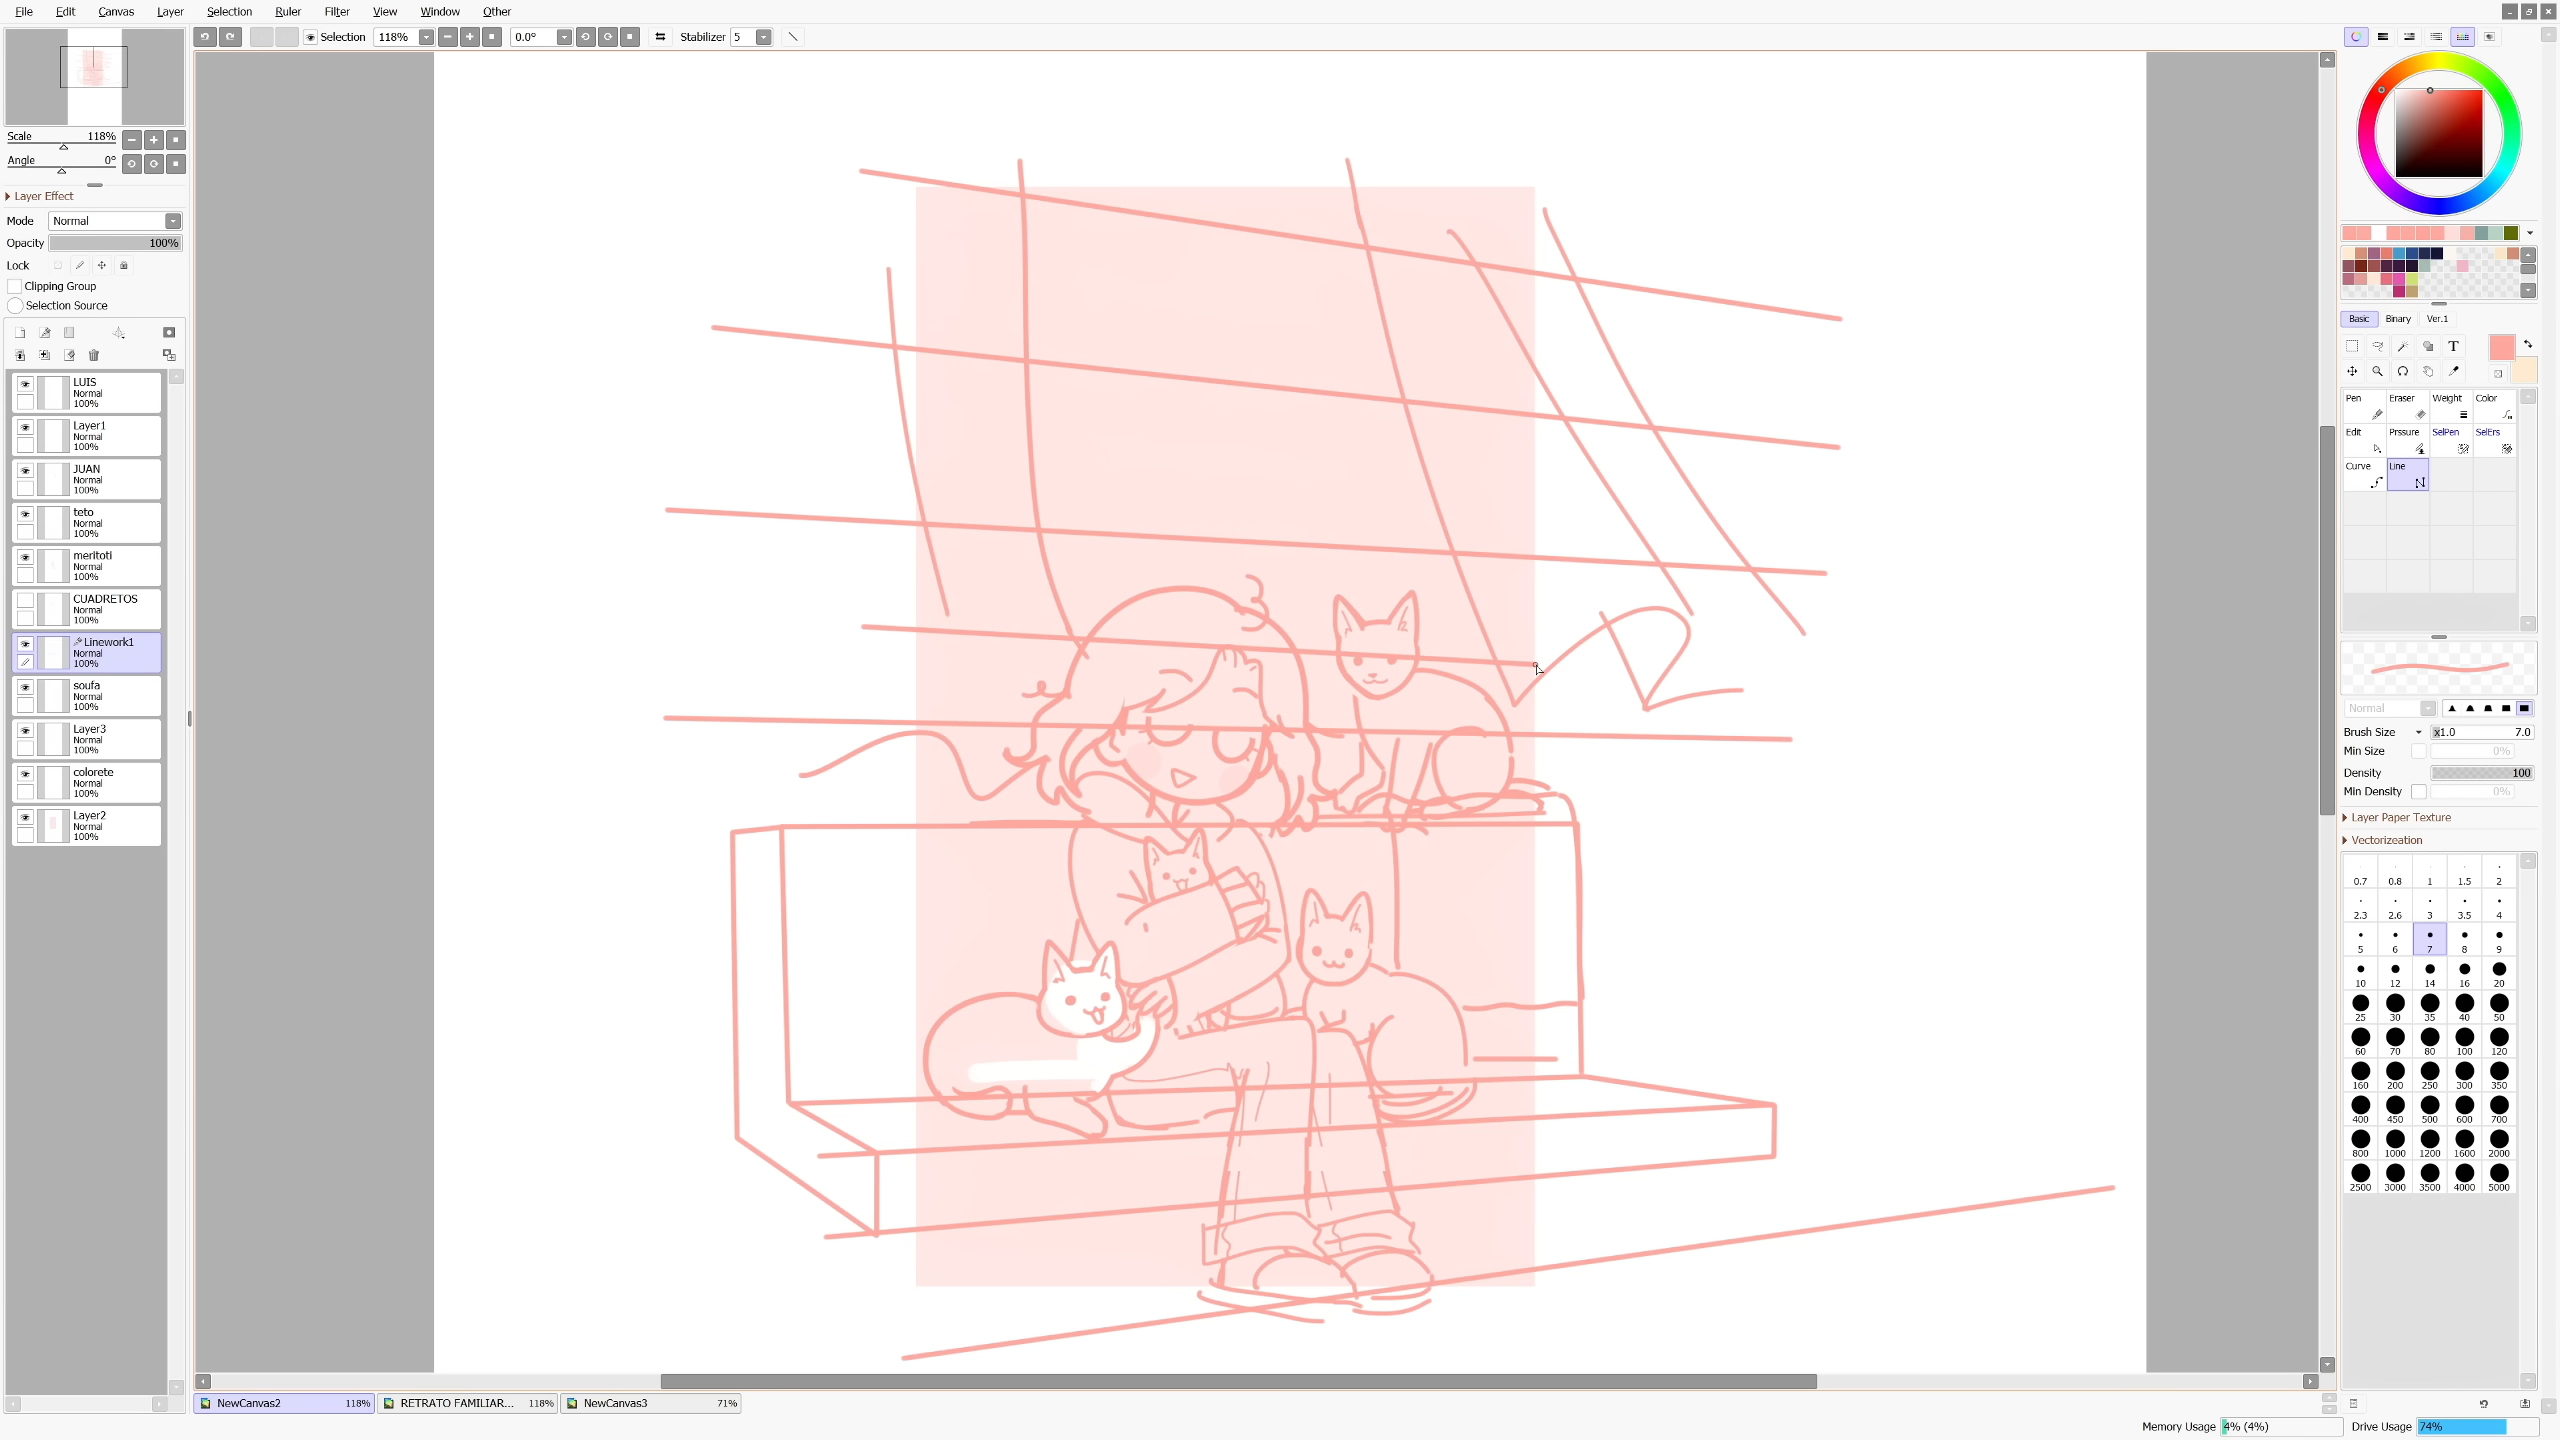 File Edit Canvas Layer Selection Ruler Filter View Window Other
Selection 118% 0.0° Stabilizer 5
Scale 118%
Angle 0°
Layer Effect
Mode Normal
Opacity 100%
Lock
Clipping Group
Selection Source
LUIS
Normal
100%
Layer1
Normal
100%
JUAN
Normal
100%
teto
Normal
100%
meritoti
Normal
100%
CUADRETOS
Normal
100%
Linework1
Normal
100%
soufa
Normal
100%
Layer3
Normal
100%
colorete
Normal
100%
Layer2
Normal
100%
Basic Binary Ver.1
T
Pen Eraser Weight Color
Edit Prssure SelPen SelErs
Curve Line
Normal
Brush Size x1.0 7.0
Min Size 0%
Density 100
Min Density 0%
Layer Paper Texture
Vectorizeation
0.7 0.8 1 1.5 2
2.3 2.6 3 3.5 4
5 6 7 8 9
10 12 14 16 20
25 30 35 40 50
60 70 80 100 120
160 200 250 300 350
400 450 500 600 700
800 1000 1200 1600 2000
2500 3000 3500 4000 5000
NewCanvas2 118% RETRATO FAMILIAR... 118% NewCanvas3 71%
Memory Usage 4% (4%) Drive Usage 74%